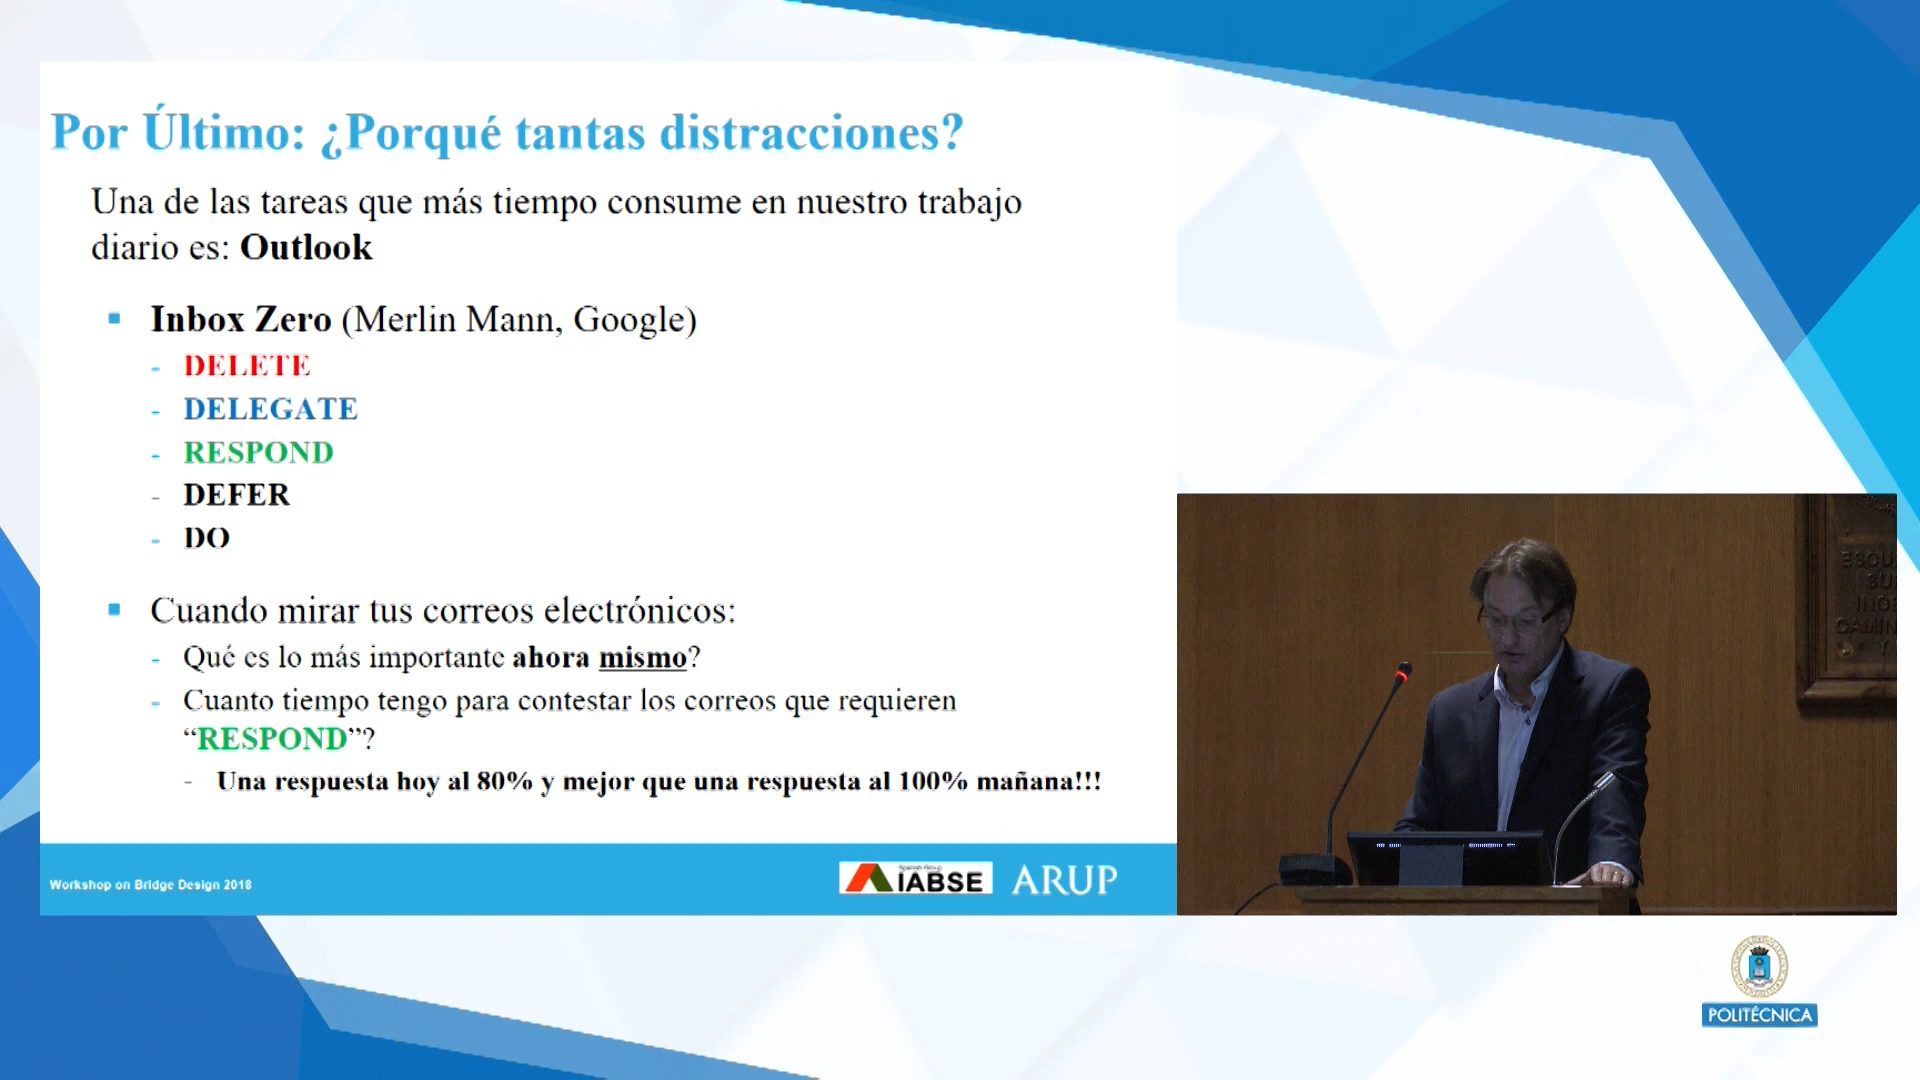 Por Último: ¿Porqué tantas distracciones?
Una de las tareas que más tiempo consume en nuestro trabajo
diario es: Outlook
Inbox Zero (Merlin Mann, Google)
- DELETE
- DELEGATE
- RESPOND
- DEFER
- DO
Cuando mirar tus correos electrónicos:
- Qué es lo más importante ahora mismo?
- Cuanto tiempo tengo para contestar los correos que requieren
“RESPOND”?
- Una respuesta hoy al 80% y mejor que una respuesta al 100% mañana!!!
Workshop on Bridge Design 2018
Spanish Group
IABSE
ARUP
POLITÉCNICA